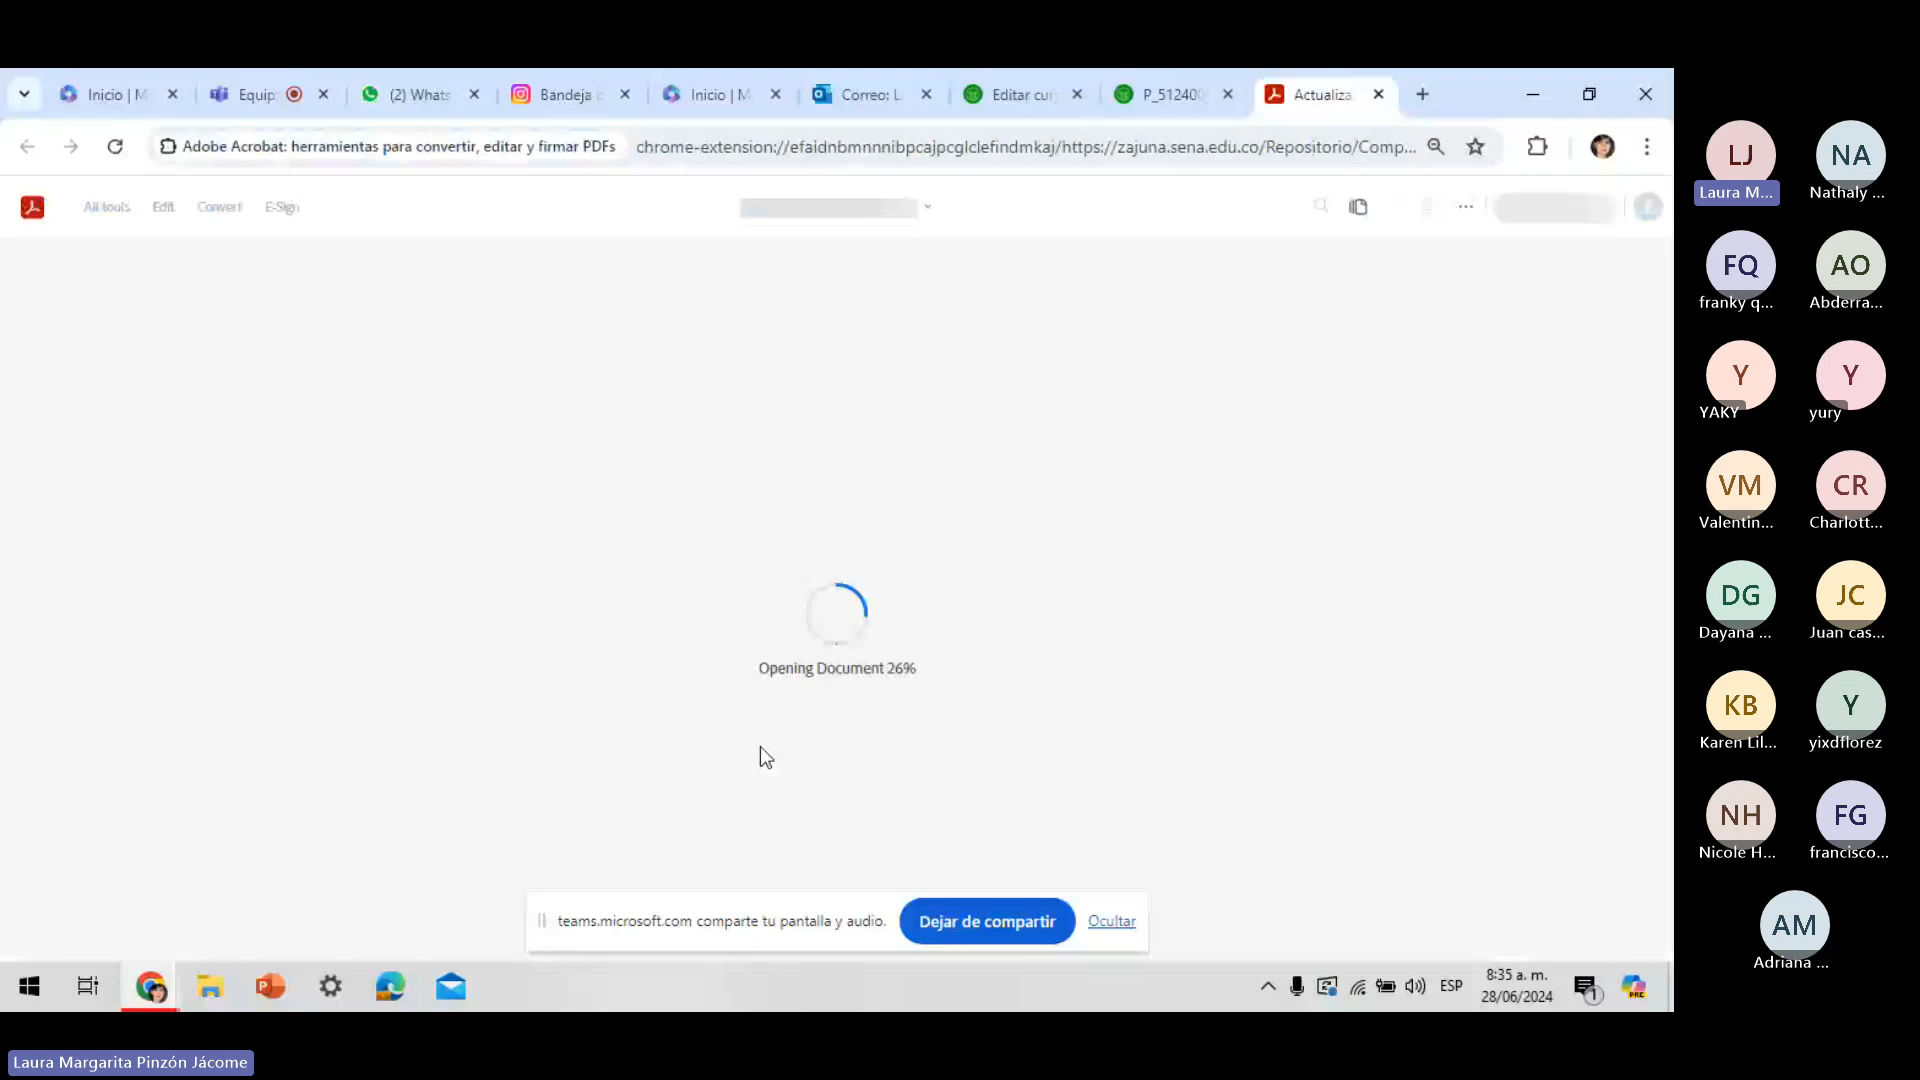 Inicio | M
Equip
(2) Whats
Bandeja
Inicio | M
Correo: L
Editar cur
P_512400
Actualiza
Adobe Acrobat: herramientas para convertir, editar y firmar PDFs
chrome-extension://efaidnbmnnnibpcajpcglclefindmkaj/https://zajuna.sena.edu.co/Repositorio/Comp...
All tools
Edit
Convert
E-Sign
Opening Document 26%
teams.microsoft.com comparte tu pantalla y audio.
Dejar de compartir
Ocultar
ESP
8:35 a. m.
28/06/2024
1
PRE
LJ
Laura M...
NA
Nathaly ...
FQ
franky q...
AO
Abderra...
Y
YAKY
Y
yury
VM
Valentin...
CR
Charlott...
DG
Dayana ...
JC
Juan cas...
KB
Karen Lil...
Y
yixdflorez
NH
Nicole H...
FG
francisco...
AM
Adriana ...
Laura Margarita Pinzón Jácome